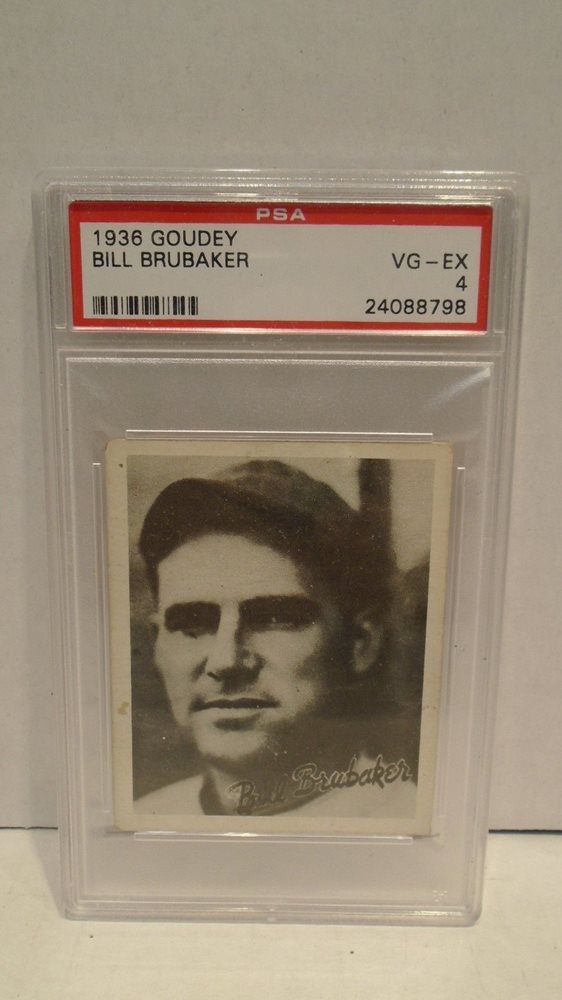 PSA
1936 GOUDEY
BILL BRUBAKER
VG-EX
4
24088798
Bill Brubaker